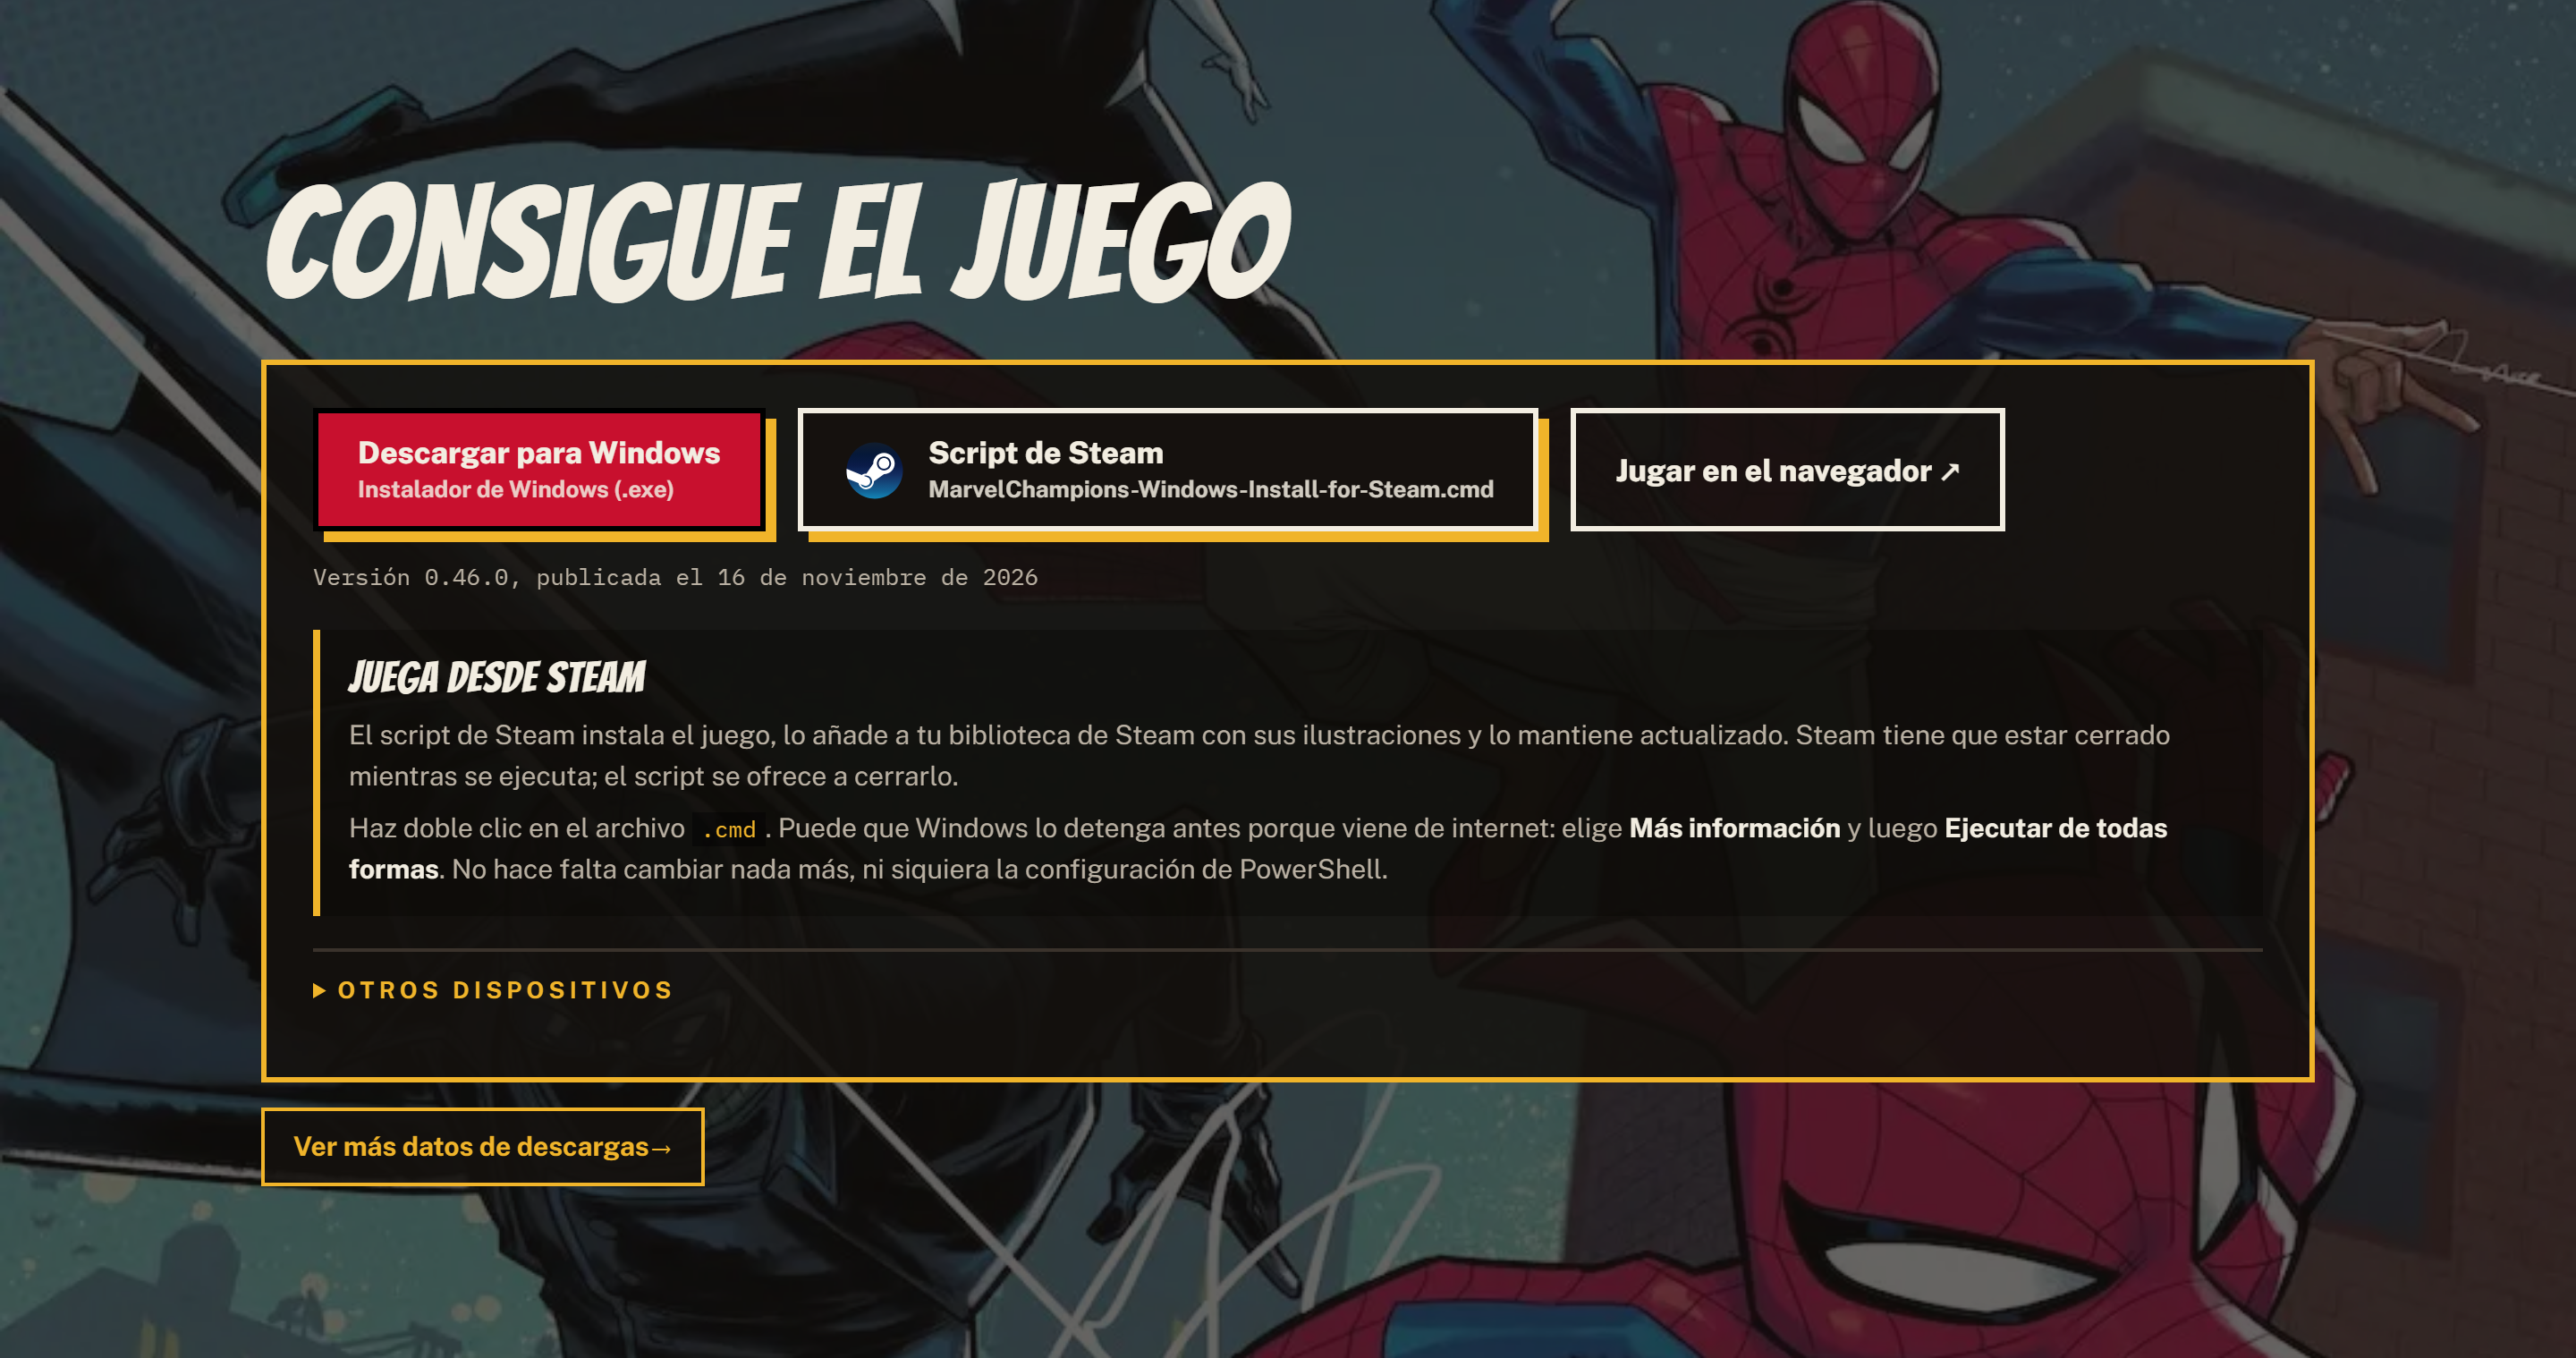 CONSIGUE EL JUEGO
Descargar para Windows
Instalador de Windows (.exe)
Script de Steam
MarvelChampions-Windows-Install-for-Steam.cmd
Jugar en el navegador ↗
Versión 0.46.0, publicada el 16 de noviembre de 2026
JUEGA DESDE STEAM
El script de Steam instala el juego, lo añade a tu biblioteca de Steam con sus ilustraciones y lo mantiene actualizado. Steam tiene que estar cerrado
mientras se ejecuta; el script se ofrece a cerrarlo.
Haz doble clic en el archivo .cmd. Puede que Windows lo detenga antes porque viene de internet: elige Más información y luego Ejecutar de todas
formas. No hace falta cambiar nada más, ni siquiera la configuración de PowerShell.
▶ OTROS DISPOSITIVOS
Ver más datos de descargas→